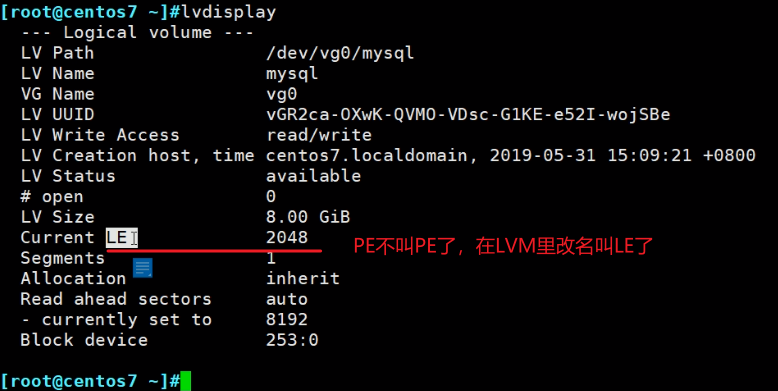 [root@centos7 ~]#lvdisplay
--- Logical volume ---
LV Path                /dev/vg0/mysql
LV Name                mysql
VG Name                vg0
LV UUID                vGR2ca-OXwK-QVMO-VDsc-G1KE-e52I-wojSBe
LV Write Access        read/write
LV Creation host, time centos7.localdomain, 2019-05-31 15:09:21 +0800
LV Status              available
# open                 0
LV Size                8.00 GiB
Current LE             2048 PE不叫PE了，在LVM里改名叫LE了
Segments               1
Allocation             inherit
Read ahead sectors     auto
- currently set to     8192
Block device           253:0
[root@centos7 ~]#